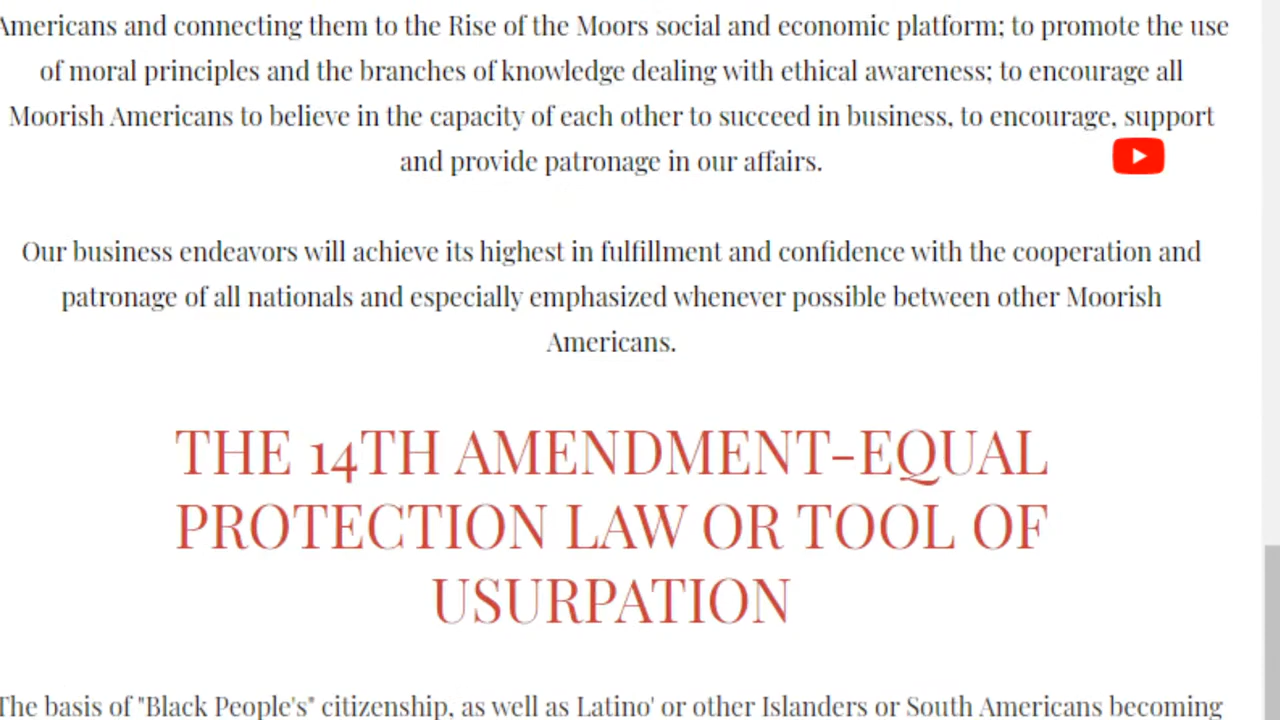 Americans and connecting them to the Rise of the Moors social and economic platform; to promote the use
of moral principles and the branches of knowledge dealing with ethical awareness; to encourage all
Moorish Americans to believe in the capacity of each other to succeed in business, to encourage, support
and provide patronage in our affairs.
Our business endeavors will achieve its highest in fulfillment and confidence with the cooperation and
patronage of all nationals and especially emphasized whenever possible between other Moorish
Americans.
THE 14TH AMENDMENT-EQUAL
PROTECTION LAW OR TOOL OF
USURPATION
The basis of "Black People's" citizenship, as well as Latino' or other Islanders or South Americans becoming